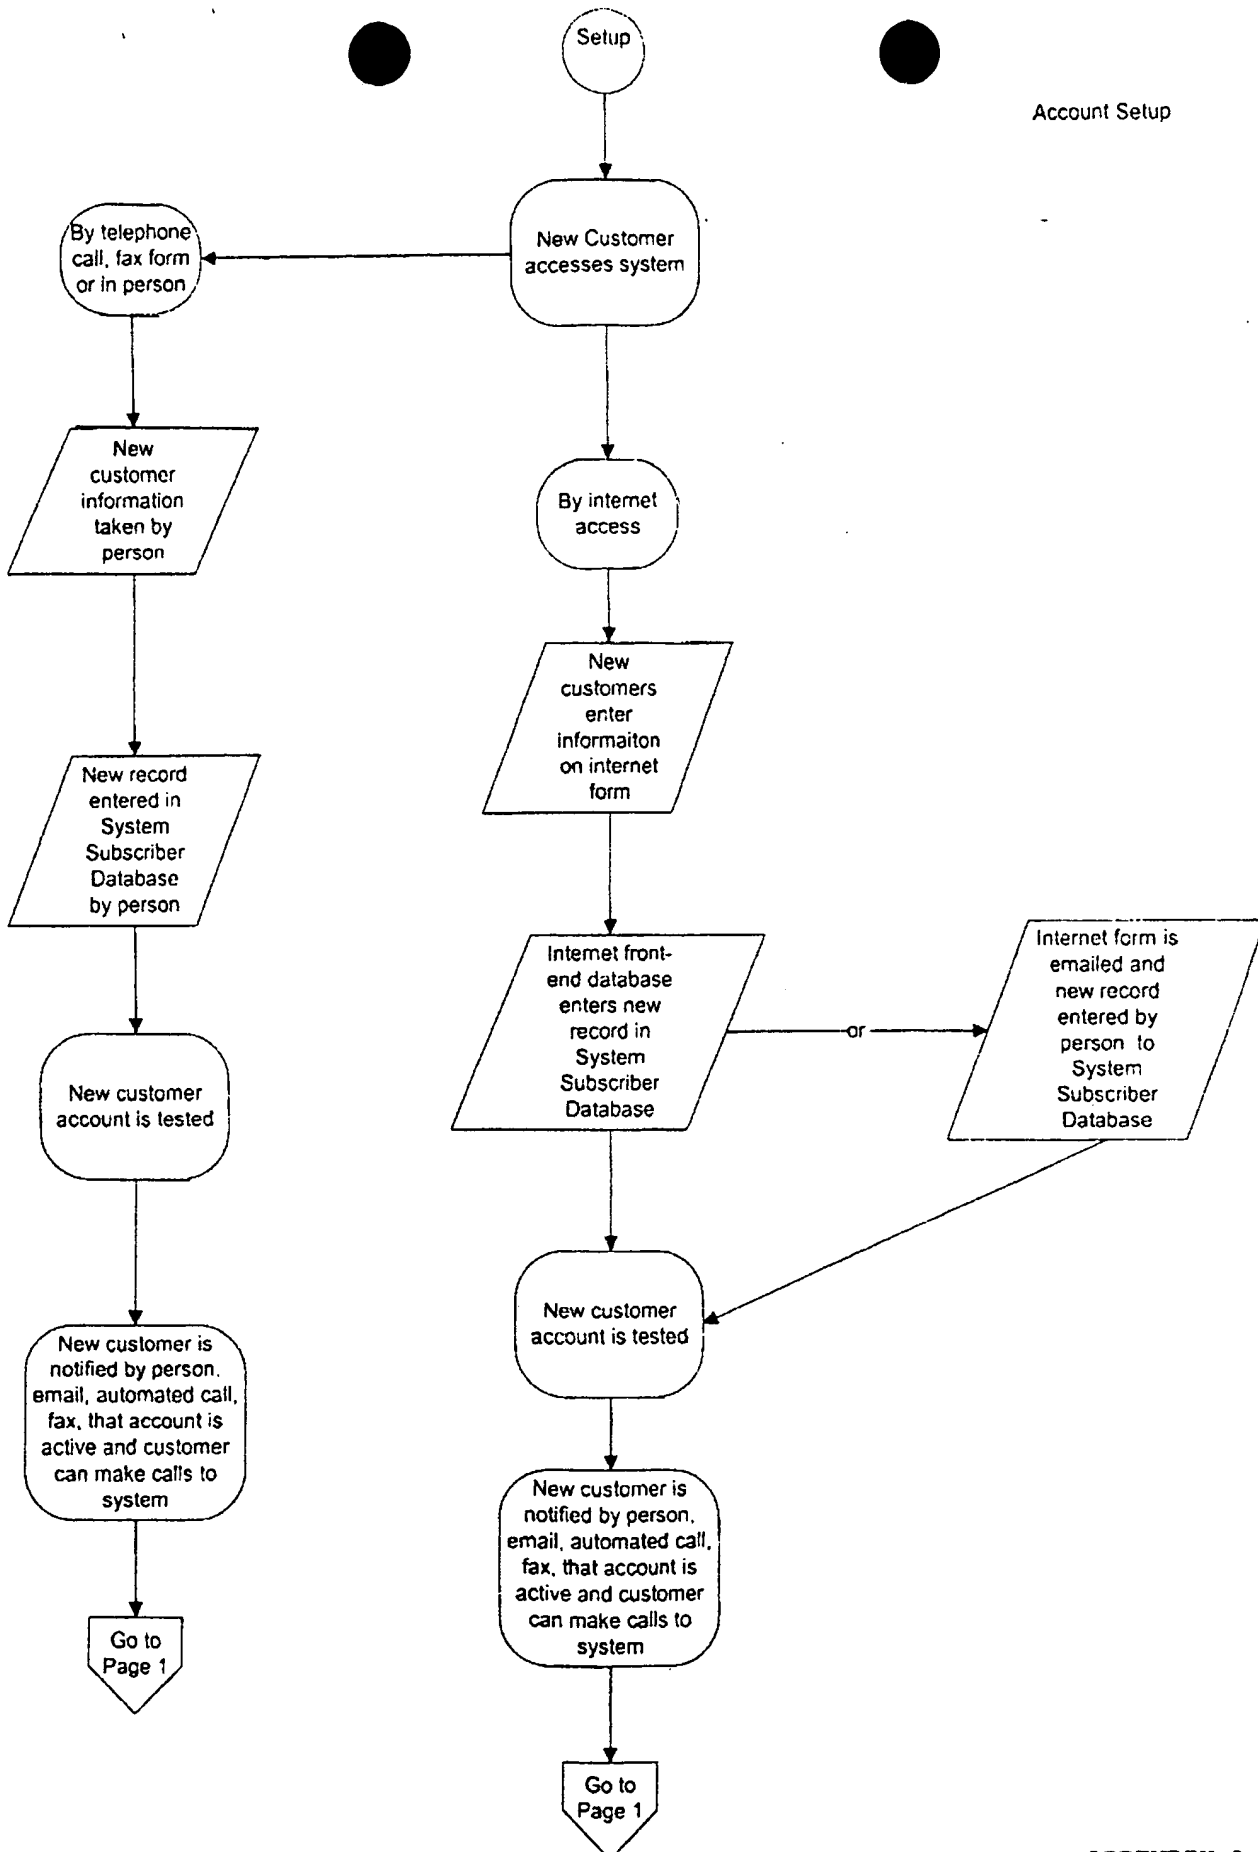 Setup
Account Setup
New Customer
accesses system
By telephone
call, fax form
or in person
New
customer
information
taken by
person
By internet
access
New
customers
enter
informaiton
on internet
form
New record
entered in
System
Subscriber
Database
by person
Internet front-
end database
enters new
record in
System
Subscriber
Database
or
Internet form is
emailed and
new record
entered by
person to
System
Subscriber
Database
New customer
account is tested
New customer
account is tested
New customer is
notified by person,
email, automated call,
fax, that account is
active and customer
can make calls to
system
New customer is
notified by person,
email, automated call,
fax, that account is
active and customer
can make calls to
system
Go to
Page 1
Go to
Page 1